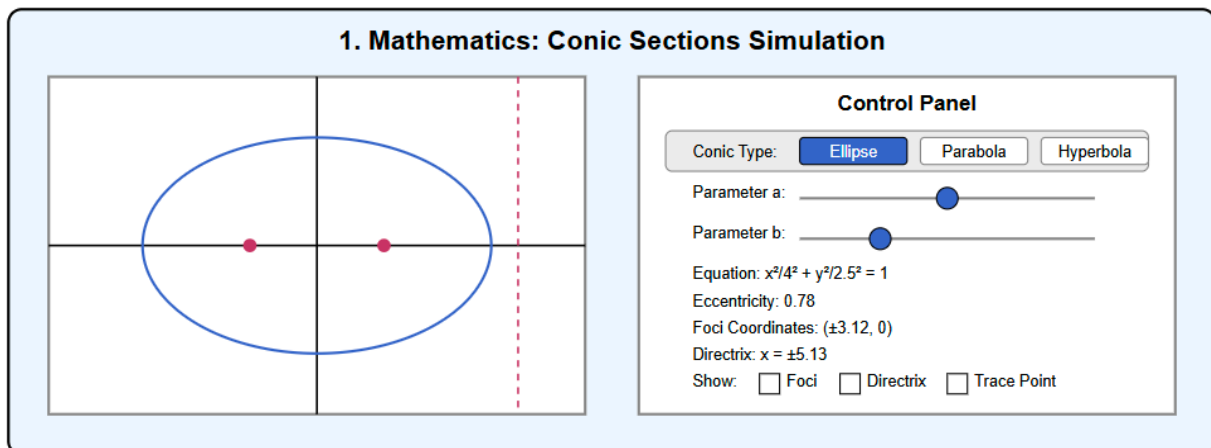 1. Mathematics: Conic Sections Simulation
Control Panel
Conic Type: Ellipse Parabola Hyperbola
Parameter a:
Parameter b:
Equation: x²/4² + y²/2.5² = 1
Eccentricity: 0.78
Foci Coordinates: (±3.12, 0)
Directrix: x = ±5.13
Show: Foci Directrix Trace Point